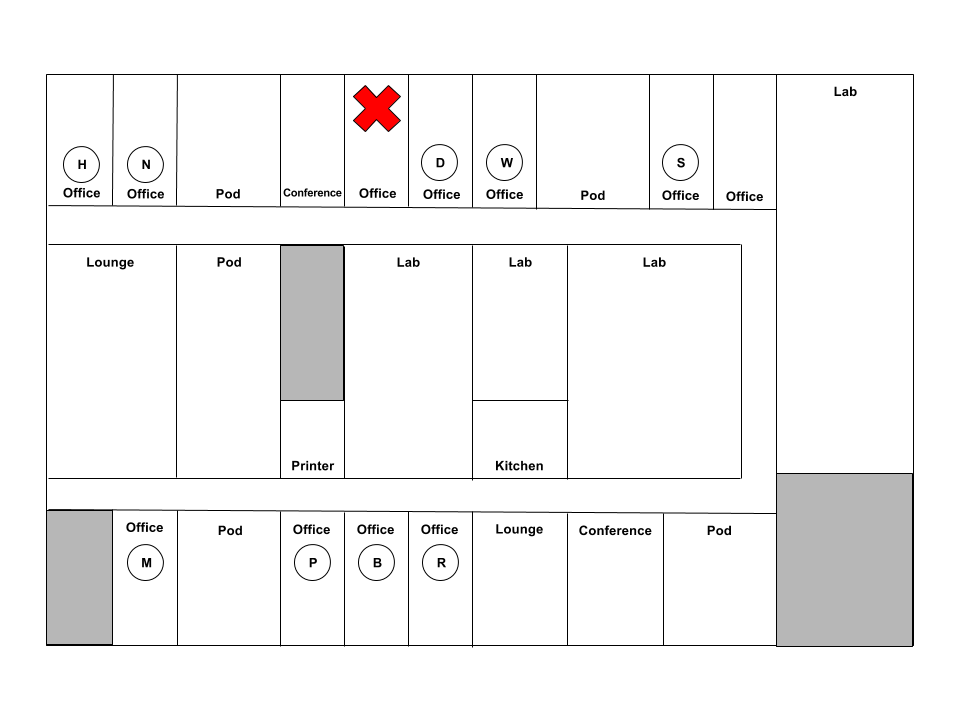 Lab
H N D W S
Office Office Pod Conference Office Office Office Pod Office Office
Lounge Pod Lab Lab Lab
Printer Kitchen
Office Pod Office Office Office Lounge Conference Pod
M P B R